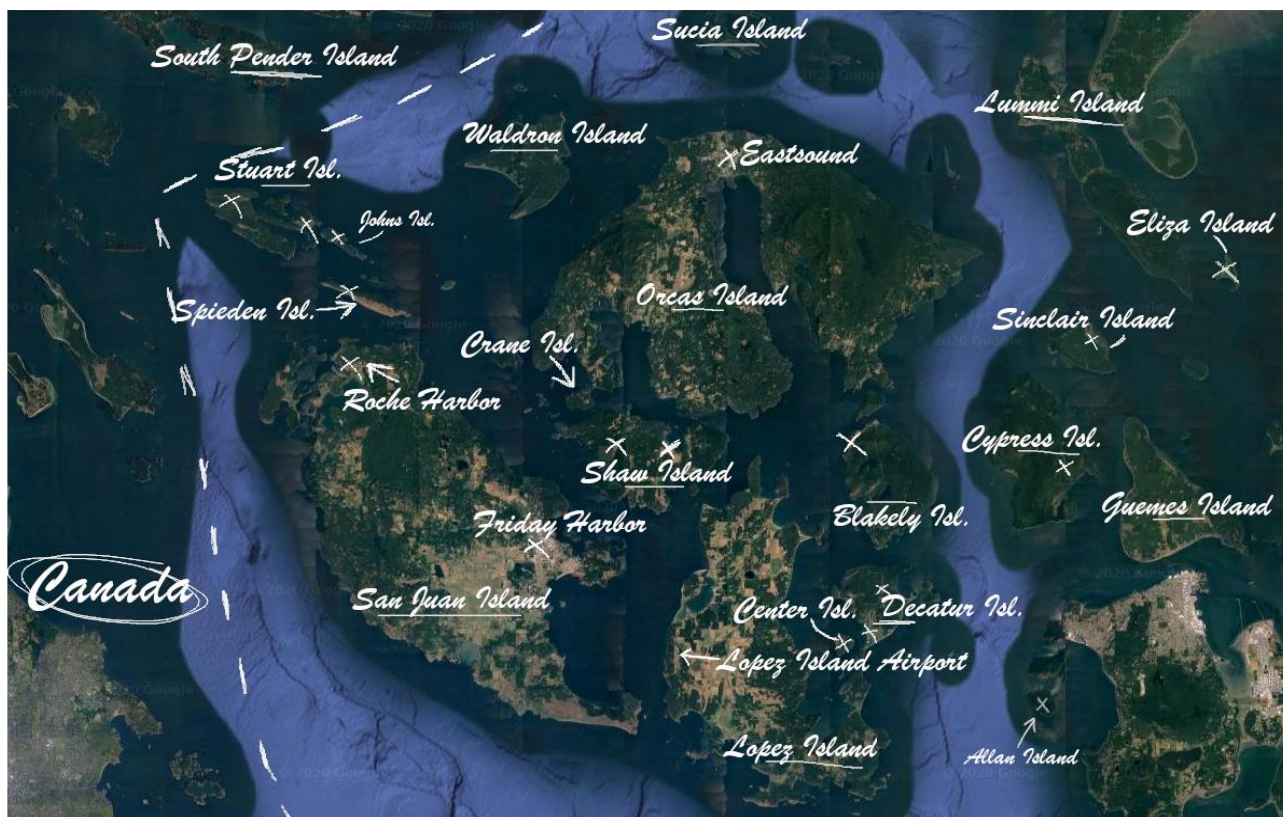 Sucia Island
South Pender Island
Lummi Island
Waldron Island
Eastsound
Stuart Isl.
Johns Isl.
Eliza Island
Spieden Isl.
Orcas Island
Sinclair Island
Crane Isl.
Roche Harbor
Cypress Isl.
Shaw Island
Guemes Island
Blakely Isl.
Friday Harbor
Canada
San Juan Island
Center Isl.
Decatur Isl.
Lopez Island Airport
Lopez Island
Allan Island